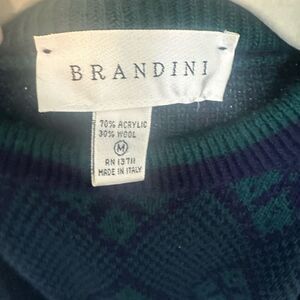 BRANDINI
70% ACRYLIC
30% WOOL
M
RN 13711
MADE IN ITALY